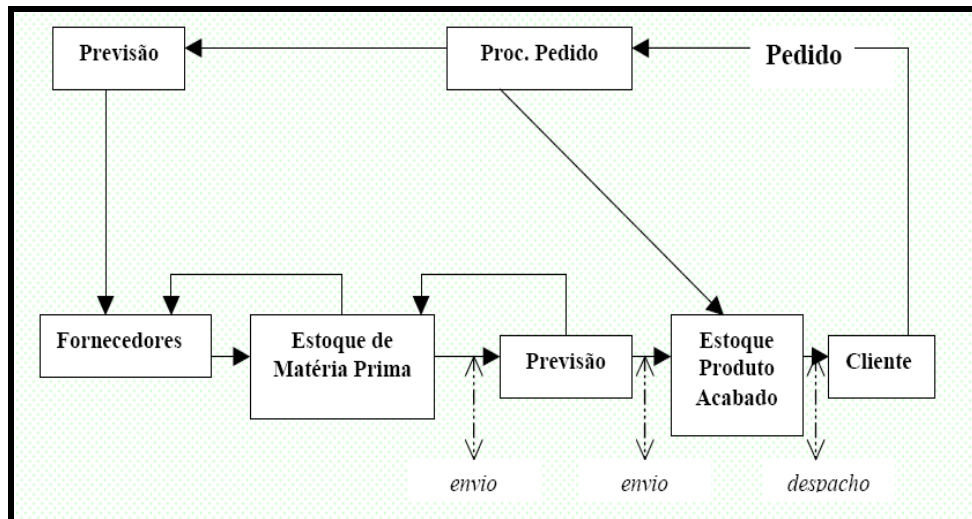 Previsão
Proc. Pedido
Pedido
Fornecedores
Estoque de
Matéria Prima
Previsão
Estoque
Produto
Acabado
Cliente
envio
envio
despacho